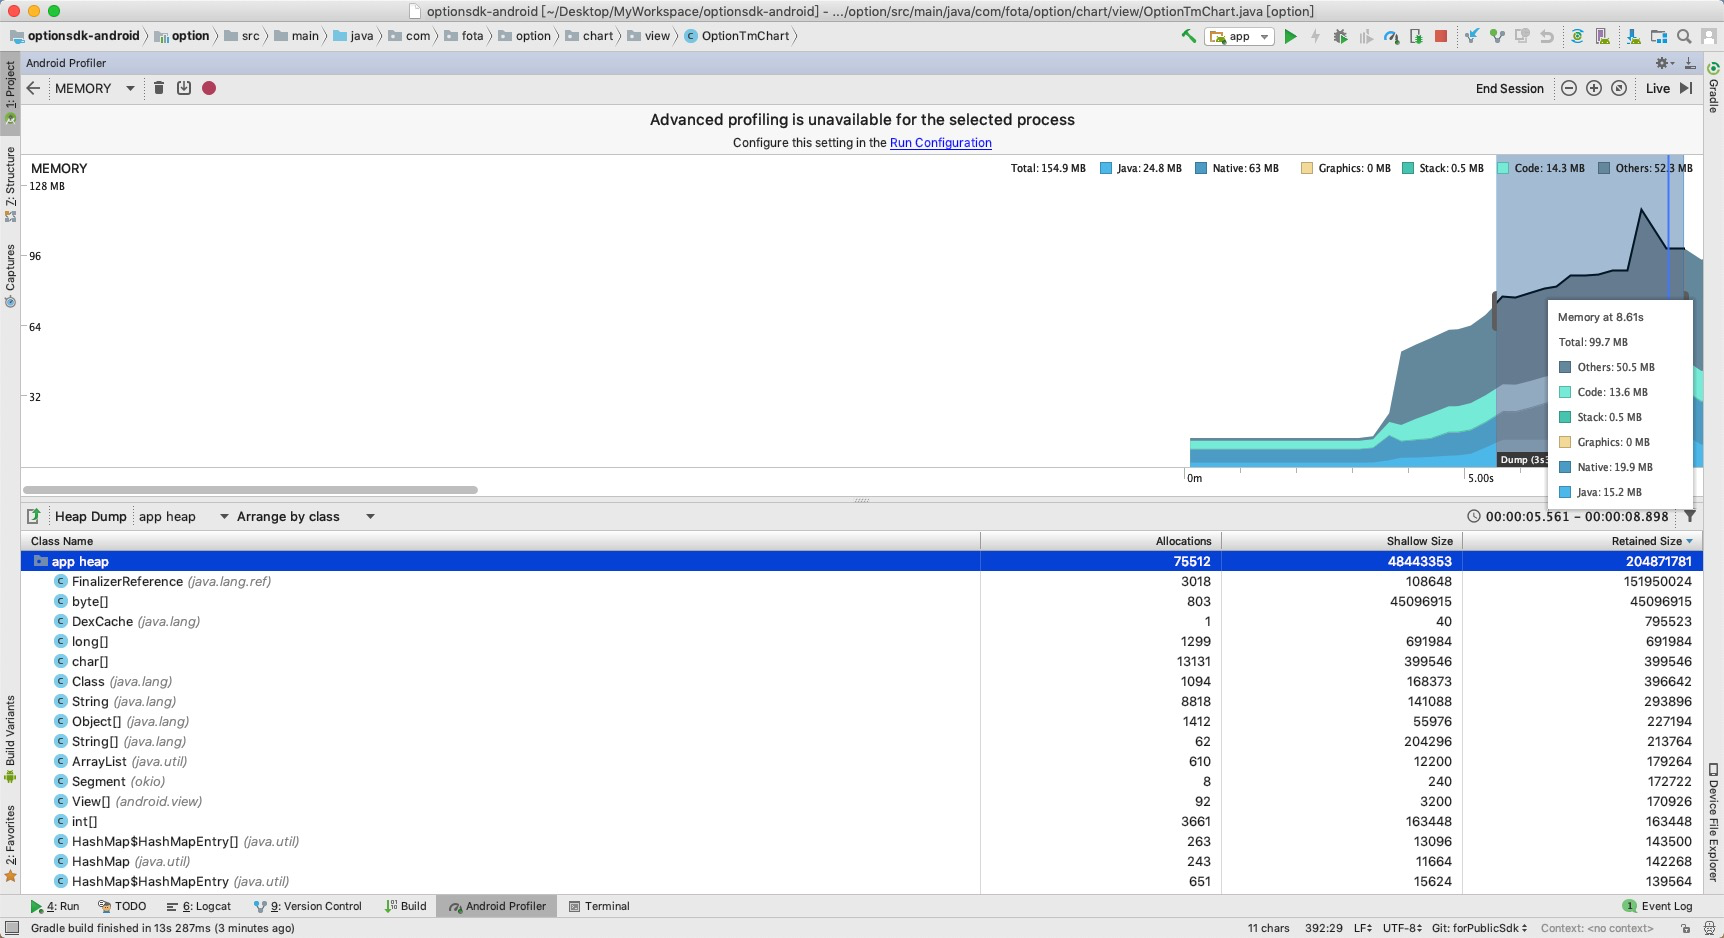 optionsdk-android [~/Desktop/MyWorkspace/optionsdk-android] – .../option/src/main/java/com/fota/option/chart/view/OptionTmChart.java [option]
optionsdk-android option src main java com fota option chart view OptionTmChart app
Android Profiler
MEMORY End Session Live
Advanced profiling is unavailable for the selected process
Configure this setting in the Run Configuration
MEMORY Total: 154.9 MB Java: 24.8 MB Native: 63 MB Graphics: 0 MB Stack: 0.5 MB Code: 14.3 MB Others: 52.3 MB
128 MB
96
64
32
Memory at 8.61s
Total: 99.7 MB
Others: 50.5 MB
Code: 13.6 MB
Stack: 0.5 MB
Graphics: 0 MB
Native: 19.9 MB
Java: 15.2 MB
Dump (3s3
0m 5.00s
Heap Dump app heap Arrange by class 00:00:05.561 – 00:00:08.898
Class Name Allocations Shallow Size Retained Size
app heap 75512 48443353 204871781
FinalizerReference (java.lang.ref) 3018 108648 151950024
byte[] 803 45096915 45096915
DexCache (java.lang) 1 40 795523
long[] 1299 691984 691984
char[] 13131 399546 399546
Class (java.lang) 1094 168373 396642
String (java.lang) 8818 141088 293896
Object[] (java.lang) 1412 55976 227194
String[] (java.lang) 62 204296 213764
ArrayList (java.util) 610 12200 179264
Segment (okio) 8 240 172722
View[] (android.view) 92 3200 170926
int[] 3661 163448 163448
HashMap$HashMapEntry[] (java.util) 263 13096 143500
HashMap (java.util) 243 11664 142268
HashMap$HashMapEntry (java.util) 651 15624 139564
1: Project
Z: Structure
Captures
Build Variants
2: Favorites
Gradle
Device File Explorer
4: Run TODO 6: Logcat 9: Version Control Build Android Profiler Terminal 1 Event Log
Gradle build finished in 13s 287ms (3 minutes ago) 11 chars 392:29 LF UTF-8 Git: forPublicSdk Context: <no context>